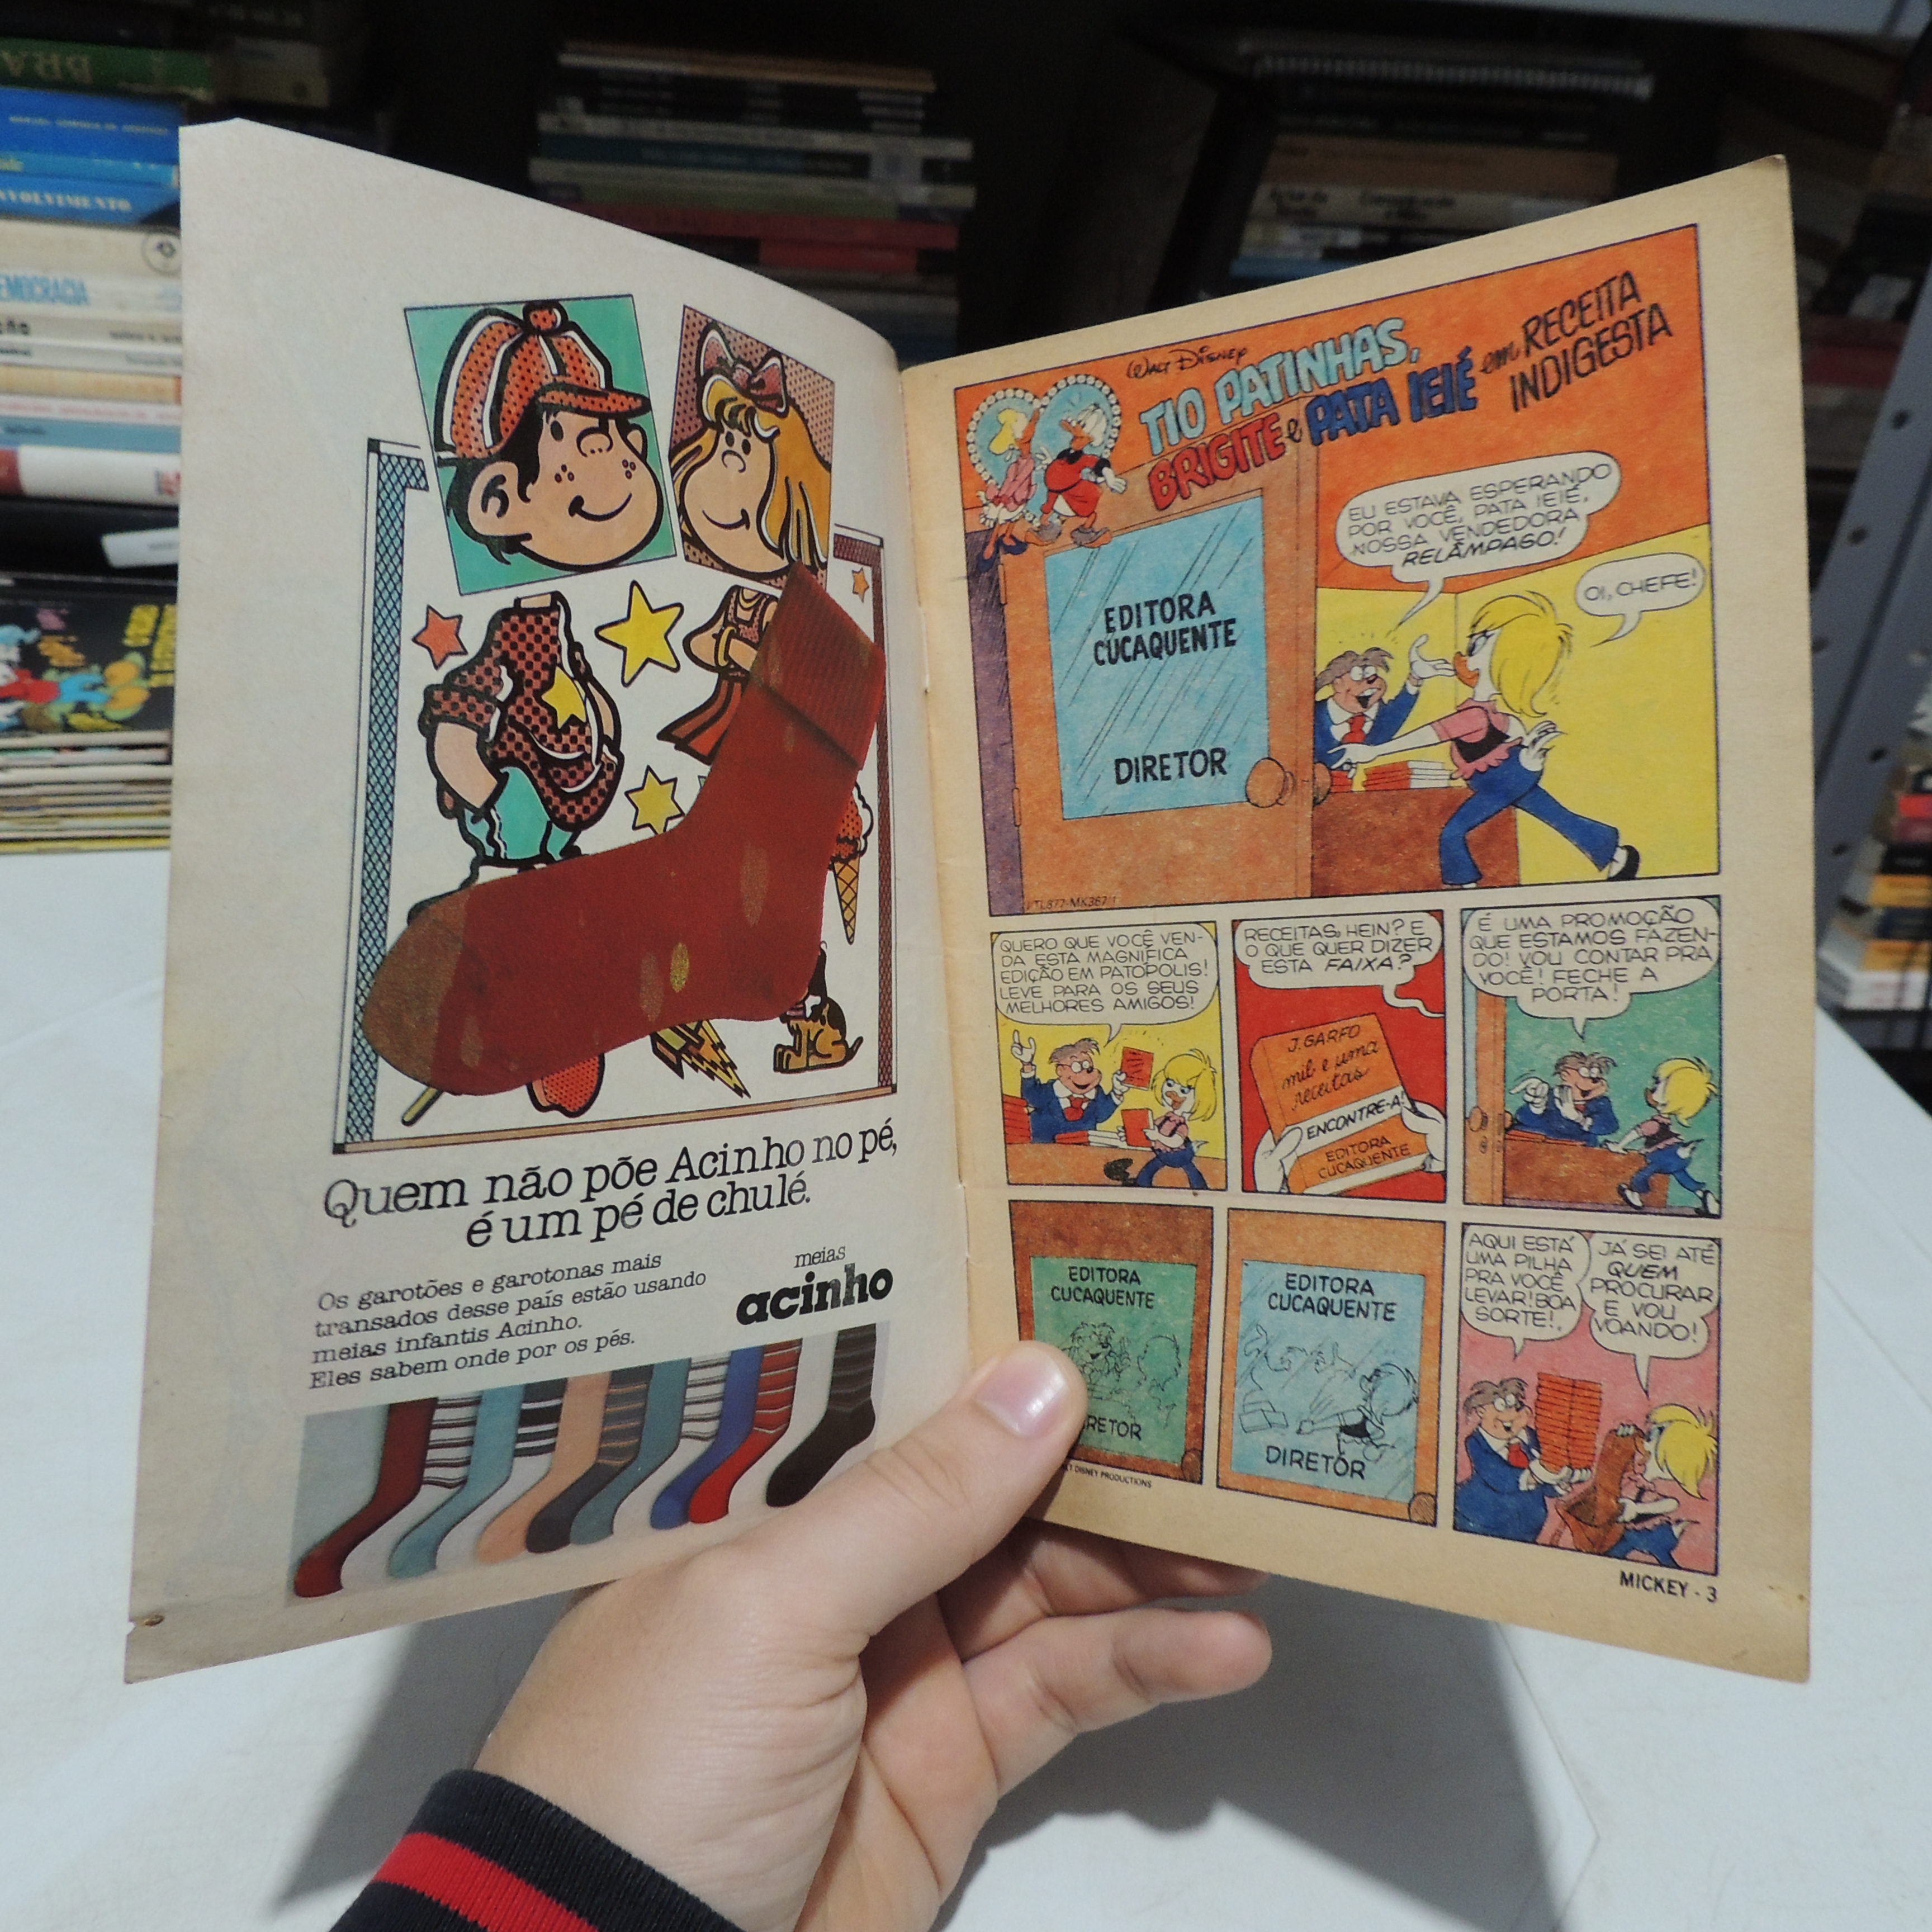 BRA
NVOLVIMENTO
EMOCRACIA
Quem não põe Acinho no pé,
é um pé de chulé.
Os garotões e garotonas mais
transados desse país estão usando
meias infantis Acinho.
Eles sabem onde por os pés.
meias
acinho
WALT DISNEY
TIO PATINHAS,
BRIGITE e PATA IEIÉ em RECEITA
INDIGESTA
EU ESTAVA ESPERANDO
POR VOCÊ, PATA IEIÉ,
NOSSA VENDEDORA
RELÂMPAGO!
OI, CHEFE!
EDITORA
CUCAQUENTE
DIRETOR
QUERO QUE VOCÊ VEN-
DA ESTA MAGNÍFICA
EDIÇÃO EM PATÓPOLIS!
LEVE PARA OS SEUS
MELHORES AMIGOS!
RECEITAS, HEIN? E
O QUE QUER DIZER
ESTA FAIXA?
J. GARFO
mil e uma
receitas
ENCONTRE-A!
EDITORA
CUCAQUENTE
É UMA PROMOÇÃO
QUE ESTAMOS FAZEN-
DO! VOU CONTAR PRA
VOCÊ! FECHE A
PORTA!
EDITORA
CUCAQUENTE
RETOR
EDITORA
CUCAQUENTE
DIRETOR
AQUI ESTÁ
UMA PILHA
PRA VOCÊ
LEVAR! BOA
SORTE!
JÁ SEI ATÉ
QUEM
PROCURAR
E VOU
VOANDO!
DISNEY PRODUCTIONS
MICKEY - 3